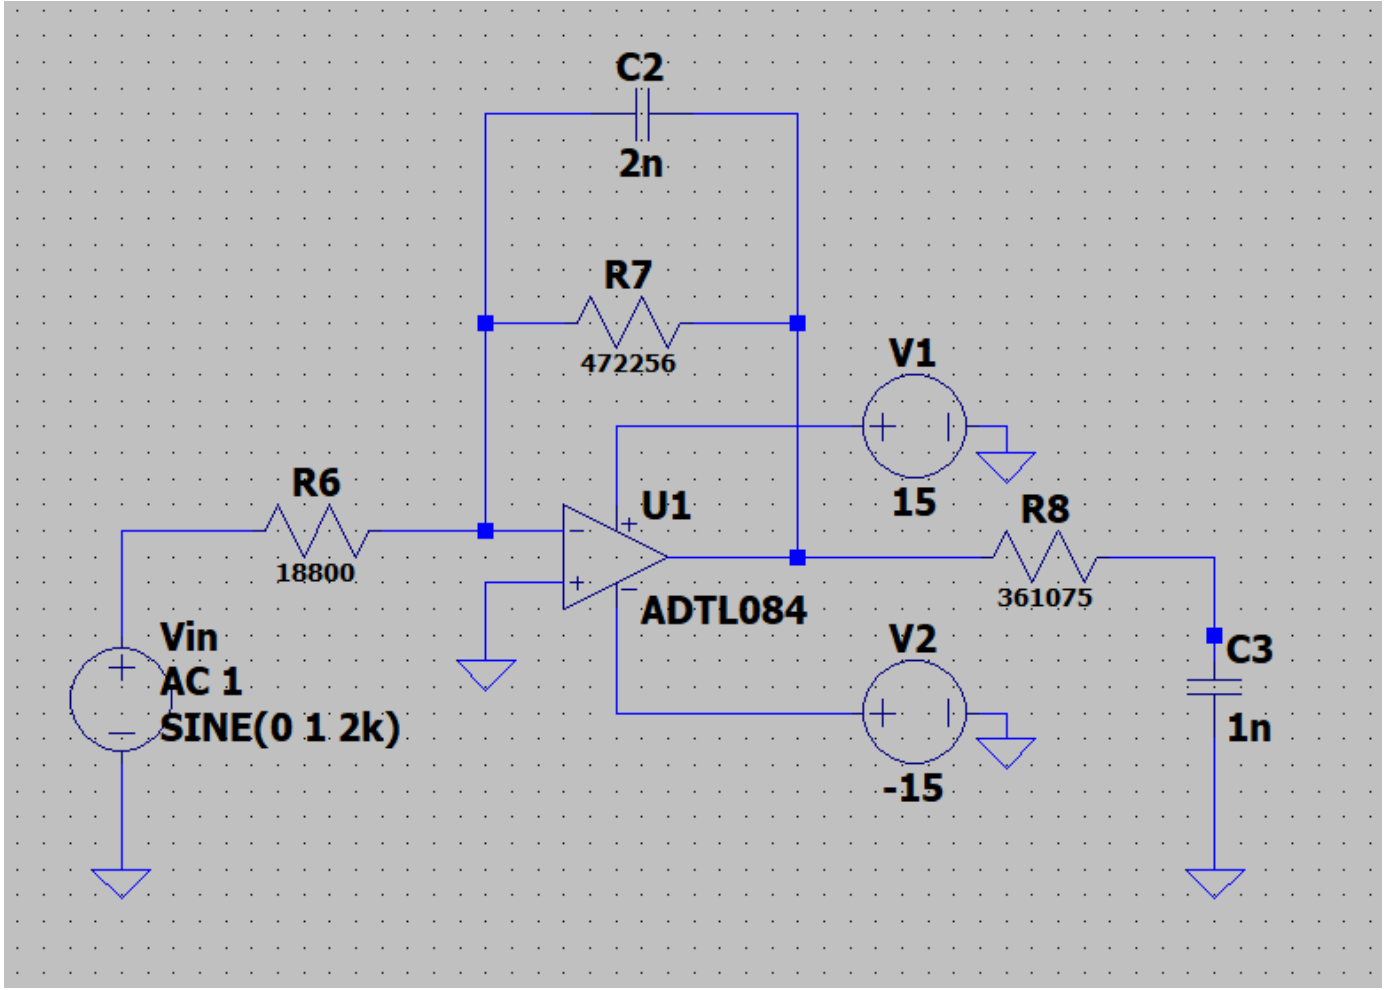 C2
2n
R7
472256
V1
15
R6
18800
U1
ADTL084
R8
361075
Vin
AC 1
SINE(0 1 2k)
V2
-15
C3
1n